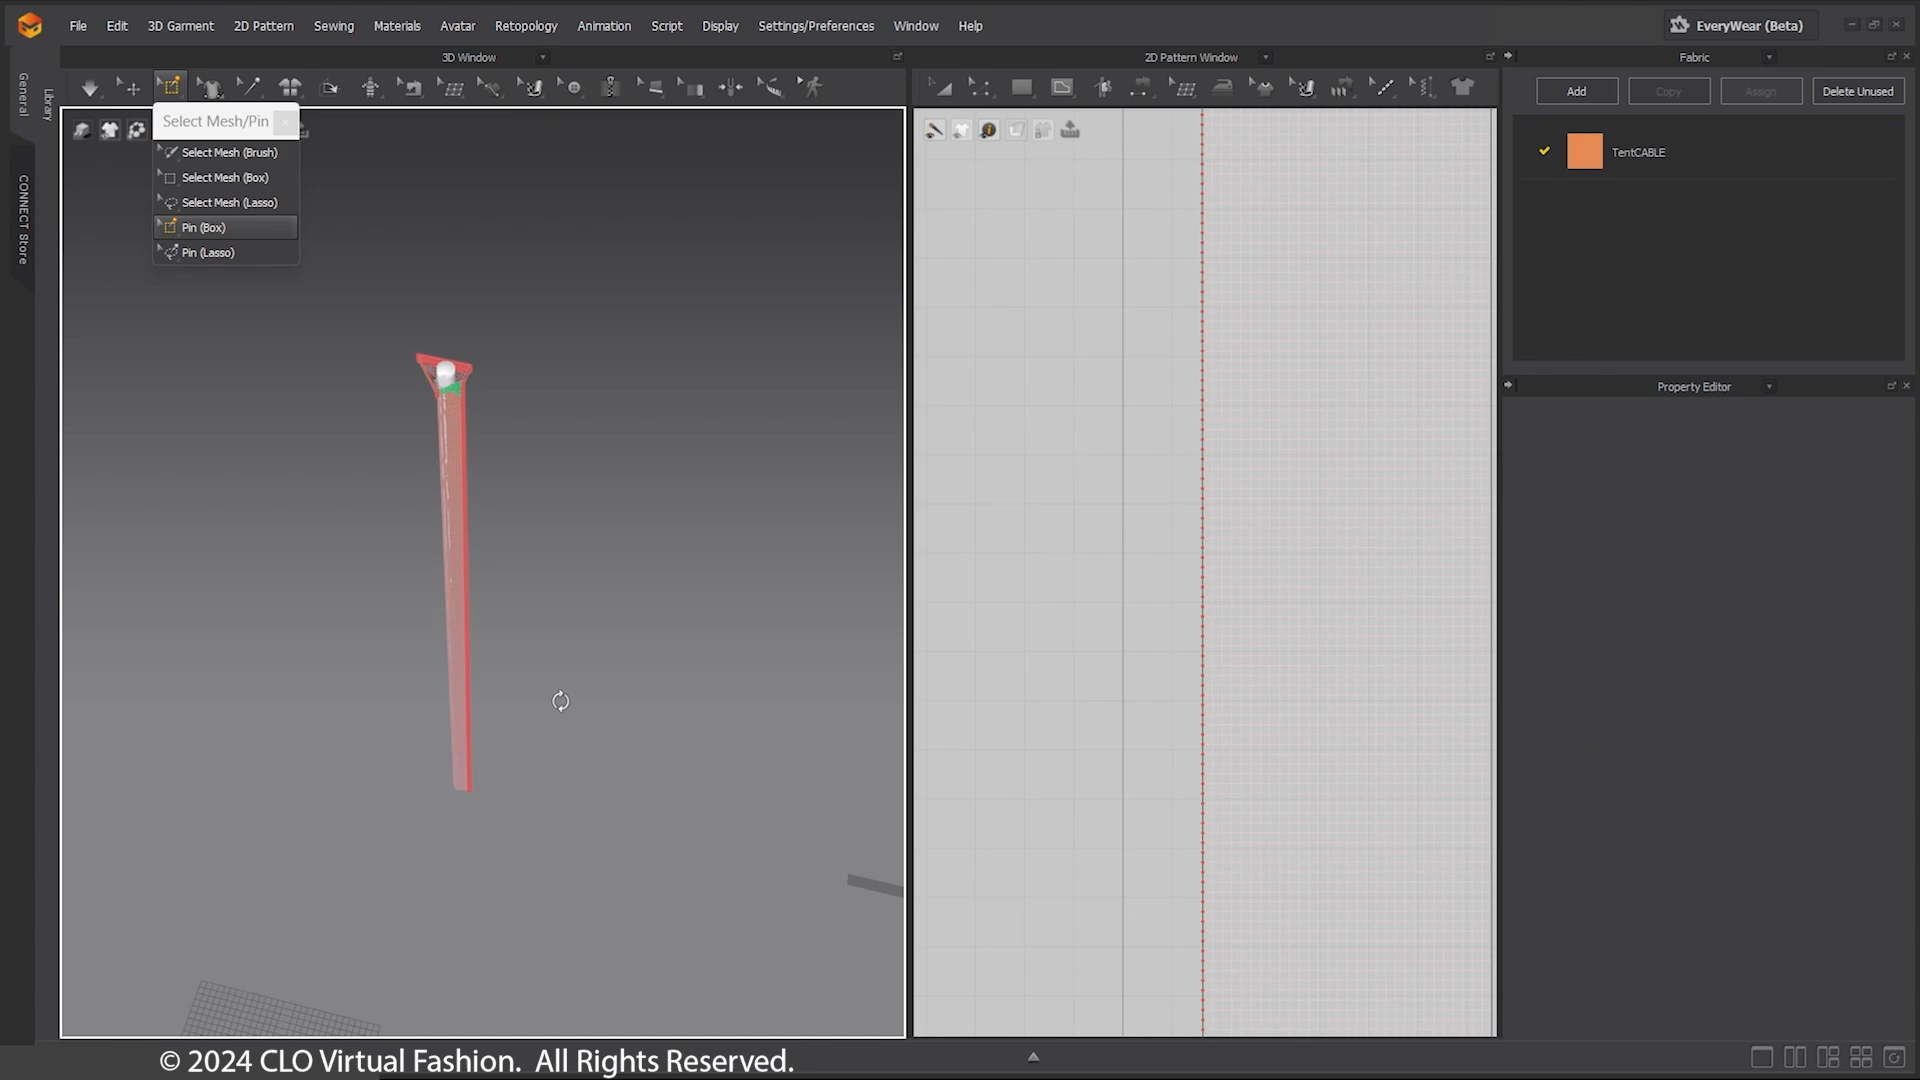 File Edit 3D Garment 2D Pattern Sewing Materials Avatar Retopology Animation Script Display Settings/Preferences Window Help EveryWear (Beta)
3D Window
2D Pattern Window
Fabric
General
Library
CONNECT Store
Select Mesh/Pin
Select Mesh (Brush)
Select Mesh (Box)
Select Mesh (Lasso)
Pin (Box)
Pin (Lasso)
Add Copy Assign Delete Unused
TentCABLE
Property Editor
© 2024 CLO Virtual Fashion. All Rights Reserved.